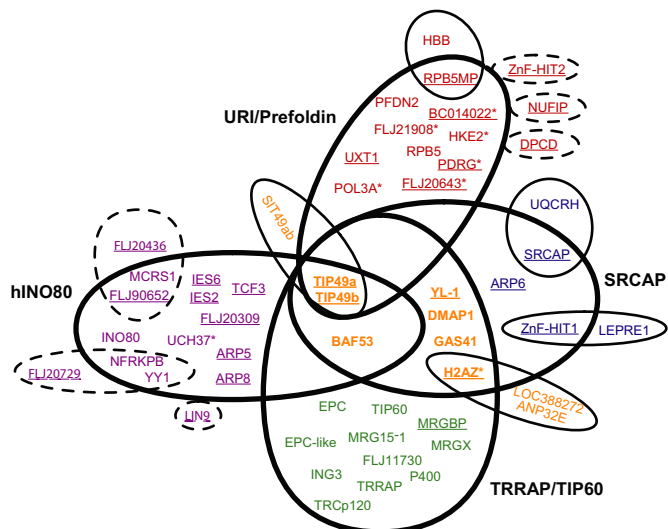 HBB
RPB5MP
ZnF-HIT2
NUFIP
DPCD
URI/Prefoldin
PFDN2
BC014022*
FLJ21908*
HKE2*
RPB5
UXT1
PDRG*
POL3A*
FLJ20643*
SIT49ab
UQCRH
SRCAP
SRCAP
ARP6
ZnF-HIT1
LEPRE1
hINO80
FLJ20436
MCRS1
FLJ90652
IES6
IES2
TCF3
FLJ20309
INO80
UCH37*
NFRKPB
YY1
ARP5
ARP8
FLJ20729
LIN9
TIP49a
TIP49b
BAF53
YL-1
DMAP1
GAS41
H2AZ*
LOC388272
ANP32E
EPC
TIP60
MRGBP
EPC-like
MRG15-1
MRGX
FLJ11730
ING3
P400
TRRAP
TRCp120
TRRAP/TIP60